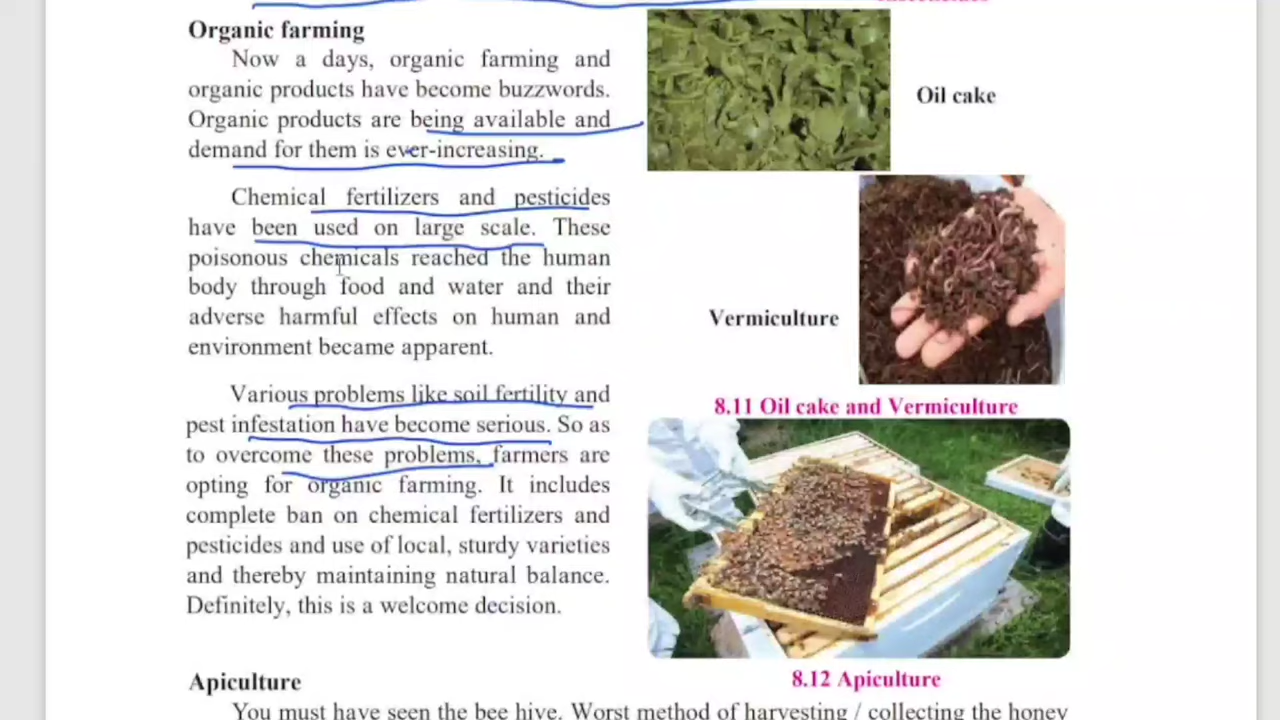 Organic farming
Now a days, organic farming and
organic products have become buzzwords.
Organic products are being available and
demand for them is ever-increasing.
Chemical fertilizers and pesticides
have been used on large scale. These
poisonous chemicals reached the human
body through food and water and their
adverse harmful effects on human and
environment became apparent.
Various problems like soil fertility and
pest infestation have become serious. So as
to overcome these problems, farmers are
opting for organic farming. It includes
complete ban on chemical fertilizers and
pesticides and use of local, sturdy varieties
and thereby maintaining natural balance.
Definitely, this is a welcome decision.
Oil cake
Vermiculture
8.11 Oil cake and Vermiculture
8.12 Apiculture
Apiculture
You must have seen the bee hive. Worst method of harvesting / collecting the honey